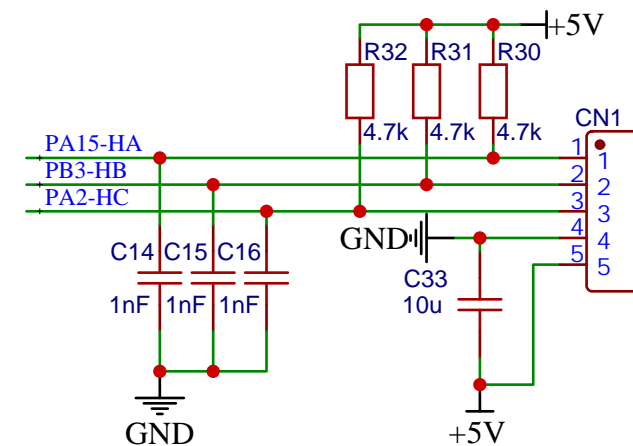 +5V
R32 R31 R30
4.7k 4.7k 4.7k
CN1
PA15-HA
PB3-HB
PA2-HC
1 1
2 2
3 3
4 4
5 5
GND
C14 C15 C16
1nF 1nF 1nF
C33
10u
GND
+5V